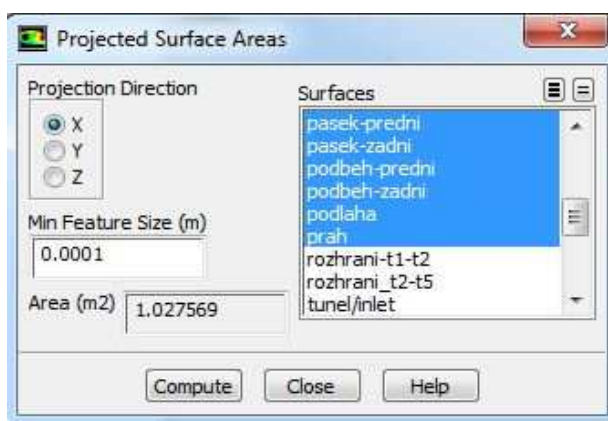 Projected Surface Areas
Projection Direction
X
Y
Z
Min Feature Size (m)
0.0001
Area (m2) 1.027569
Surfaces
pasek-predni
pasek-zadni
podbeh-predni
podbeh-zadni
podlaha
prah
rozhrani-t1-t2
rozhrani_t2-t5
tunel/inlet
Compute Close Help